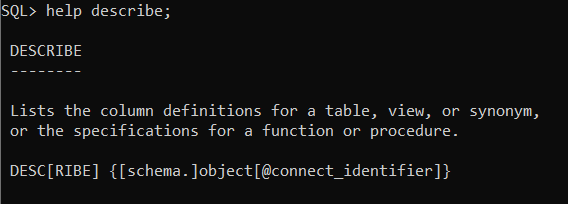 SQL> help describe;
DESCRIBE
--------
Lists the column definitions for a table, view, or synonym,
or the specifications for a function or procedure.
DESC[RIBE] {[schema.]object[@connect_identifier]}